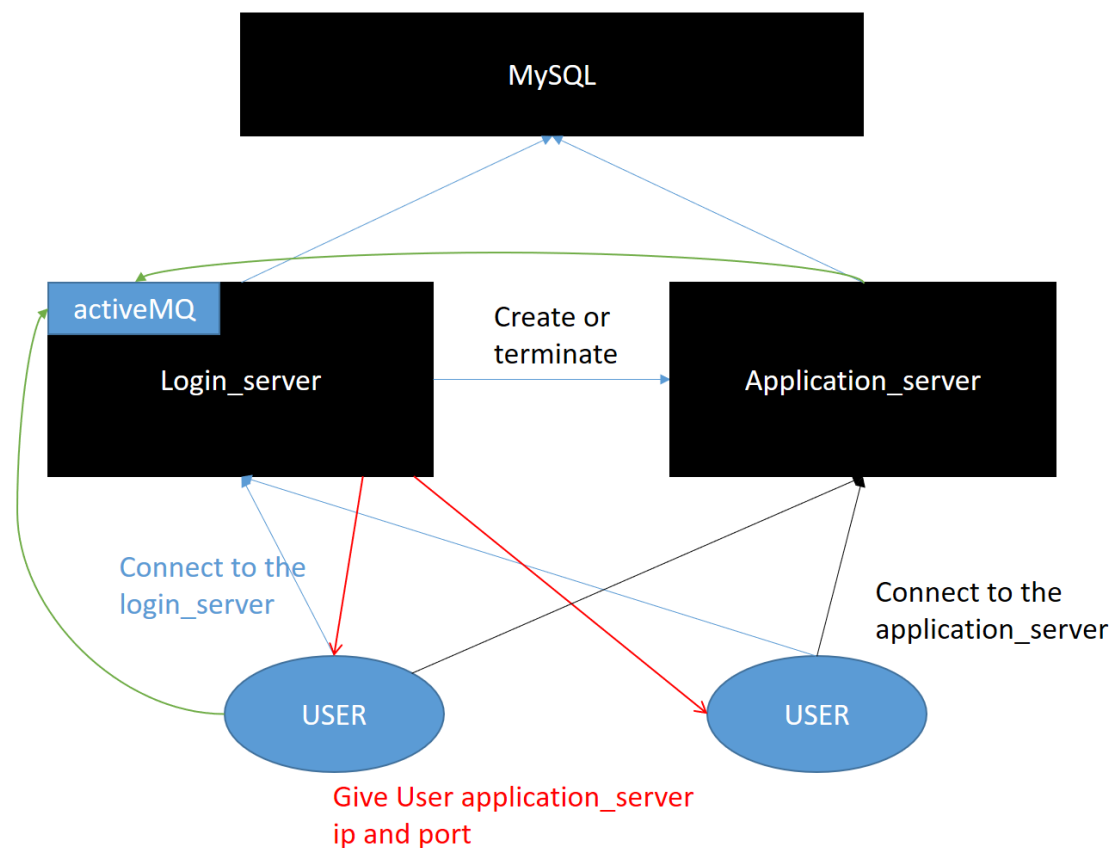 MySQL
activeMQ
Create or
terminate
Login_server
Application_server
Connect to the
login_server
Connect to the
application_server
USER
USER
Give User application_server
ip and port